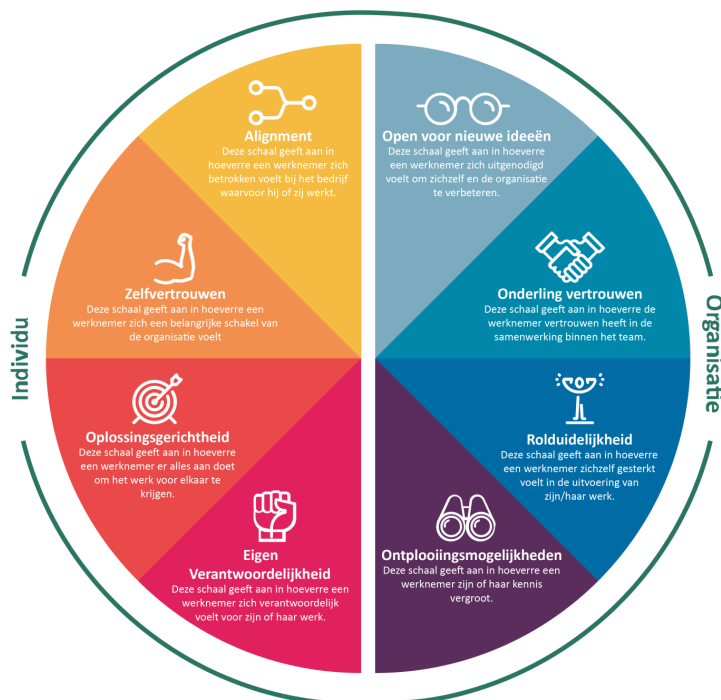 Individu
Alignment
Deze schaal geeft aan in
hoeverre een werknemer zich
betrokken voelt bij het bedrijf
waarvoor hij of zij werkt.
Zelfvertrouwen
Deze schaal geeft aan in hoeverre een
werknemer zich een belangrijke schakel van
de organisatie voelt
Oplossingsgerichtheid
Deze schaal geeft aan in hoeverre
een werknemer er alles aan doet
om het werk voor elkaar te
krijgen.
Eigen
Verantwoordelijkheid
Deze schaal geeft aan in hoeverre een
werknemer zich verantwoordelijk
voelt voor zijn of haar werk.
Open voor nieuwe ideeën
Deze schaal geeft aan in hoeverre
een werknemer zich uitgenodigd
voelt om zichzelf en de organisatie
te verbeteren.
Onderling vertrouwen
Deze schaal geeft aan in hoeverre de
werknemer vertrouwen heeft in de
samenwerking binnen het team.
Rolduidelijkheid
Deze schaal geeft aan in hoeverre
een werknemer zichzelf gesterkt
voelt in de uitvoering van
zijn/haar werk.
Ontplooiingsmogelijkheden
Deze schaal geeft aan in hoeverre een
werknemer zijn of haar kennis
vergroot.
Organisatie